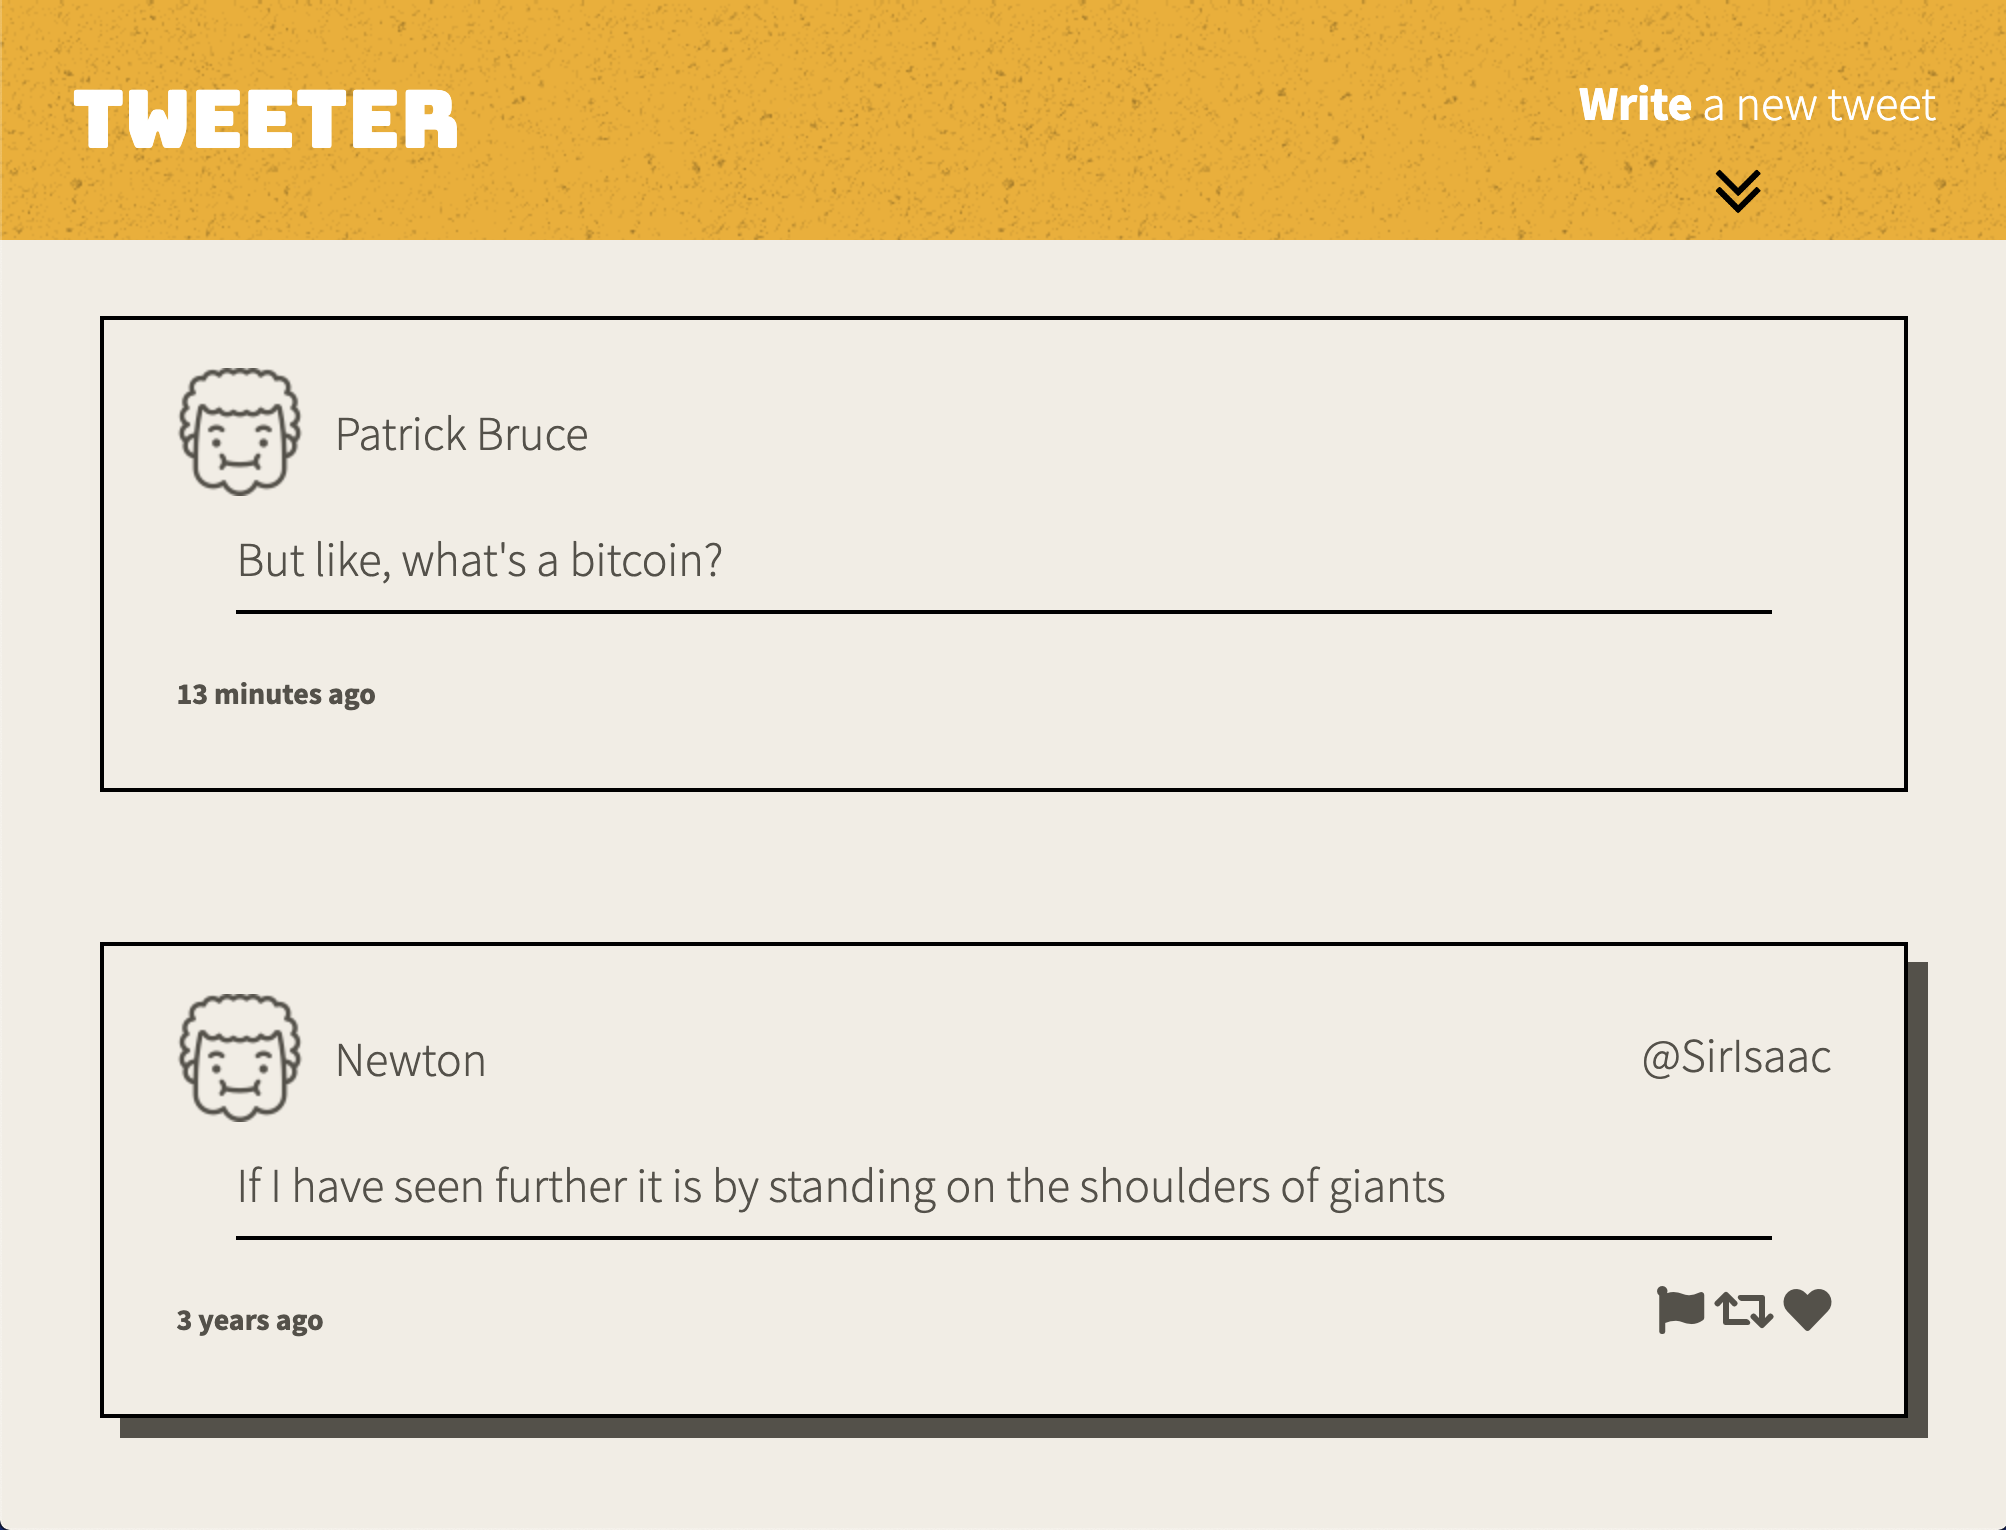 TWEETER
Write a new tweet
Patrick Bruce
But like, what's a bitcoin?
13 minutes ago
Newton
@SirIsaac
If I have seen further it is by standing on the shoulders of giants
3 years ago